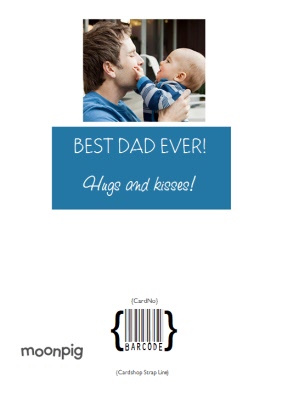 BEST DAD EVER!
Hugs and kisses!
{CardNo}
{BARCODE}
moonpig
{Cardshop Strap Line}